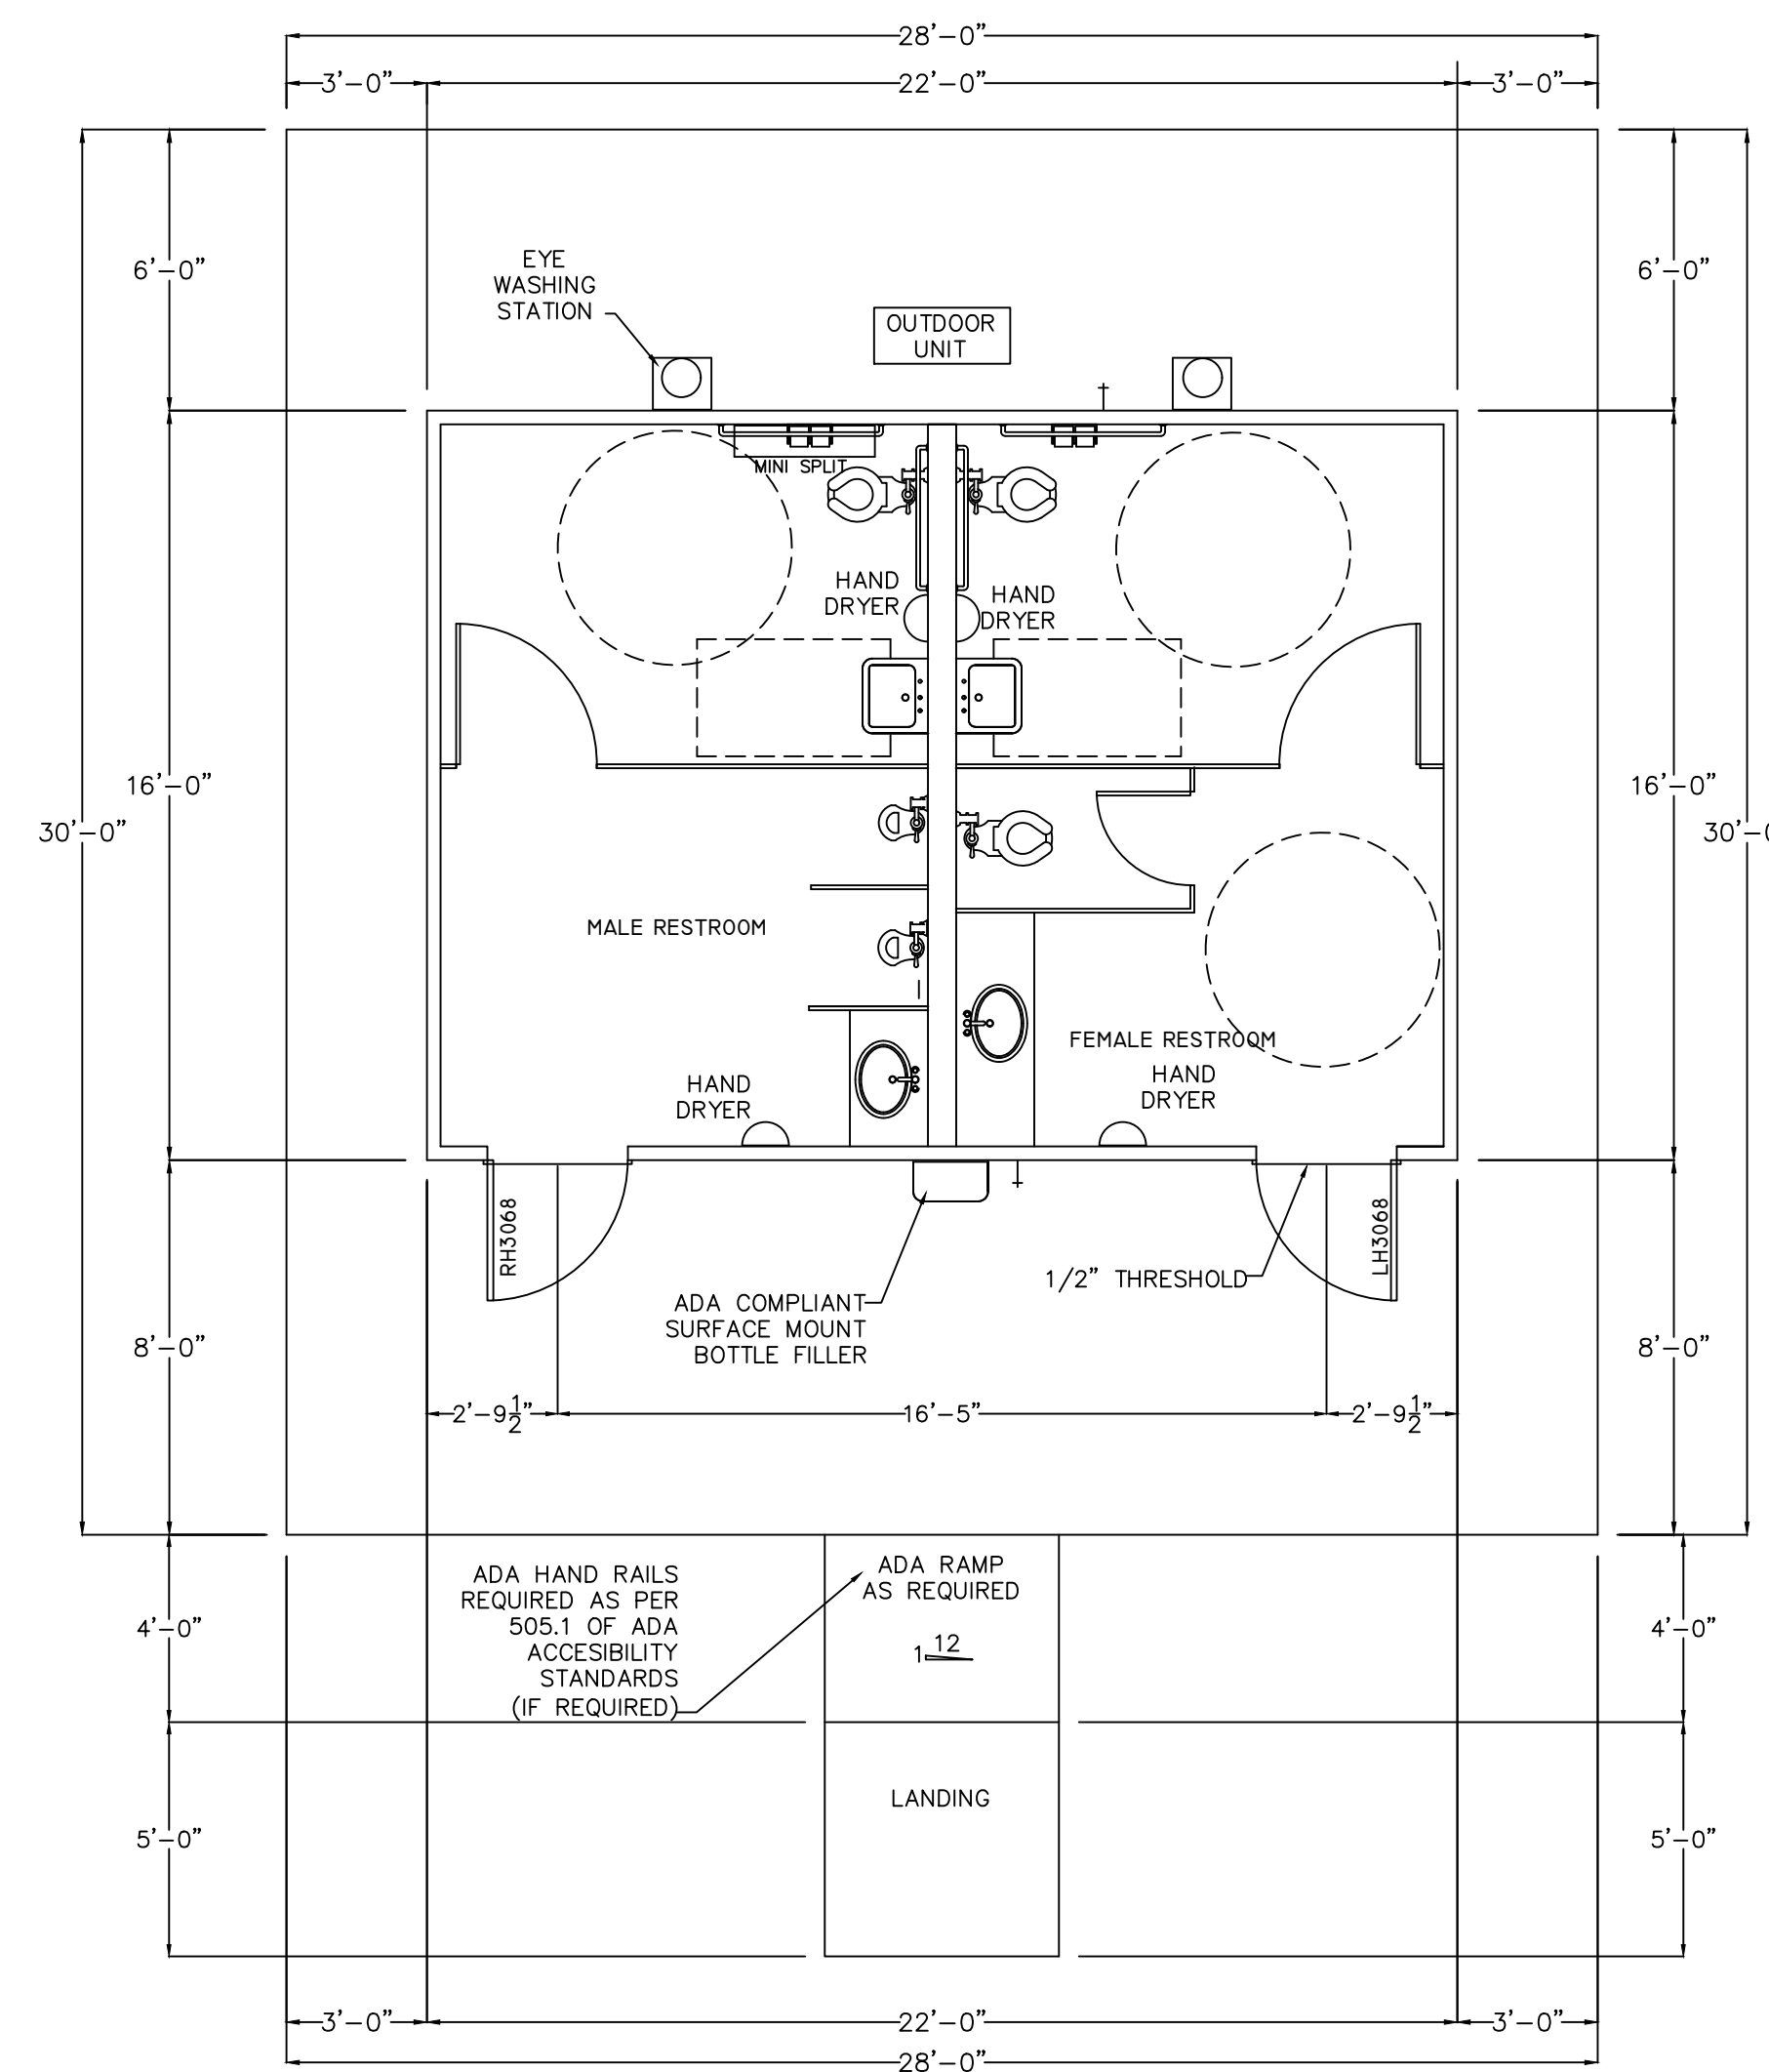 28'-0"
3'-0"
22'-0"
3'-0"
6'-0"
6'-0"
EYE
WASHING
STATION
OUTDOOR
UNIT
MINI SPLIT
HAND
DRYER
HAND
DRYER
16'-0"
16'-0"
30'-0"
30'-0
MALE RESTROOM
FEMALE RESTROOM
HAND
DRYER
HAND
DRYER
RH3068
LH3068
1/2" THRESHOLD
ADA COMPLIANT
SURFACE MOUNT
BOTTLE FILLER
8'-0"
8'-0"
2'-9 1/2"
16'-5"
2'-9 1/2"
ADA HAND RAILS
REQUIRED AS PER
505.1 OF ADA
ACCESIBILITY
STANDARDS
(IF REQUIRED)
ADA RAMP
AS REQUIRED
1 12
4'-0"
4'-0"
LANDING
5'-0"
5'-0"
3'-0"
22'-0"
3'-0"
28'-0"